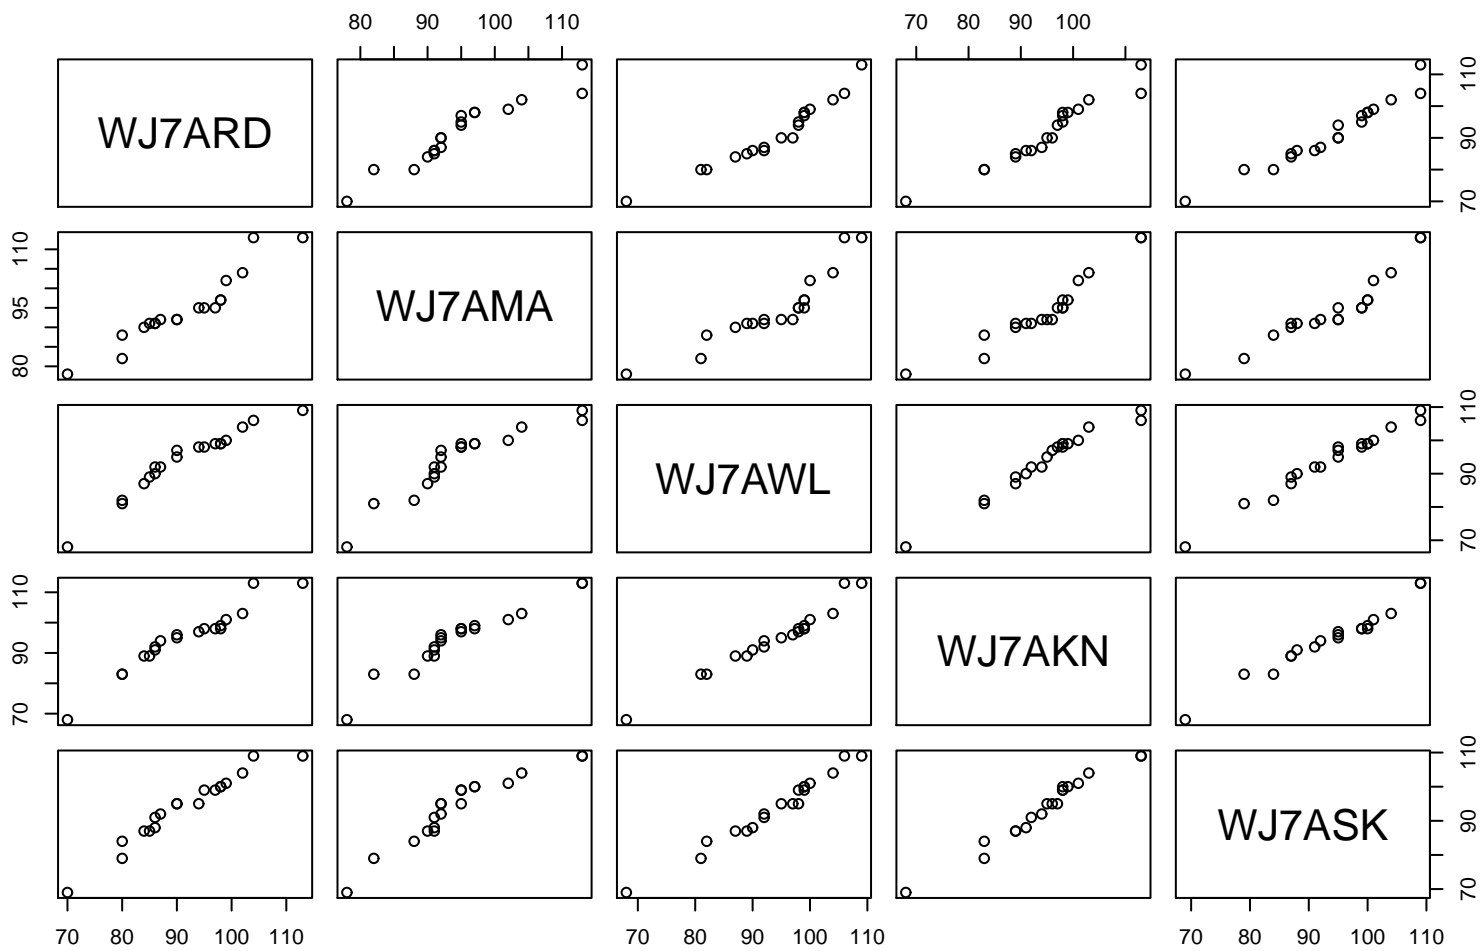 80 90 100 110 70 80 90 100
WJ7ARD 70 90 110
80 95 110 WJ7AMA
WJ7AWL 70 90 110
70 90 110 WJ7AKN
WJ7ASK 70 90 110
70 80 90 100 110 70 80 90 100 110 70 80 90 100 110